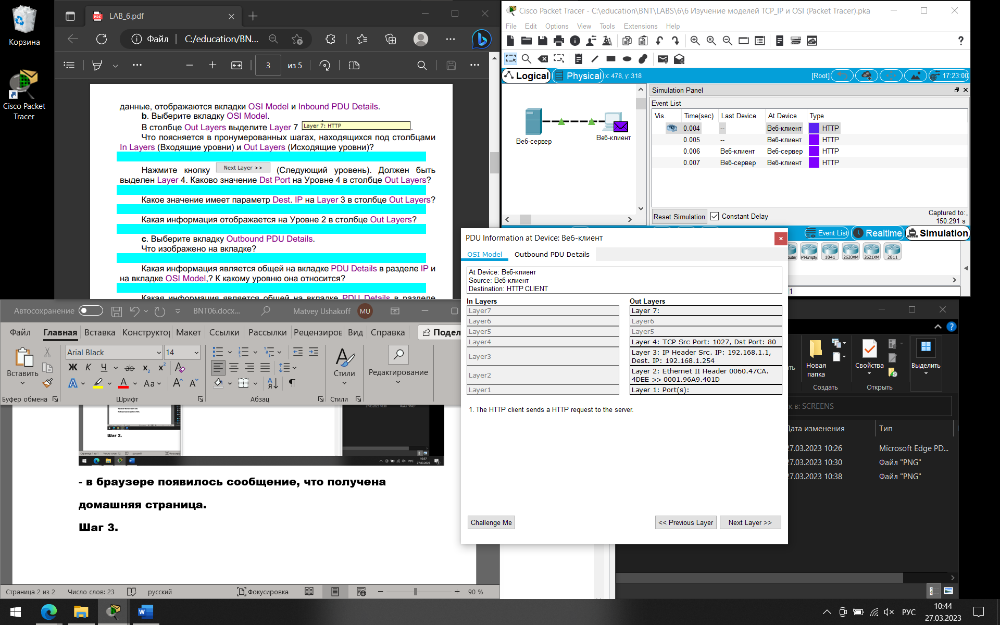 Корзина
Cisco Packet
Tracer
LAB_6.pdf
Файл
C:/education/BN...
3
из 5
данные, отображаются вкладки OSI Model и Inbound PDU Details.
b. Выберите вкладку OSI Model.
В столбце Out Layers выделите Layer 7 Layer 7: HTTP .
Что поясняется в пронумерованных шагах, находящихся под столбцами
In Layers (Входящие уровни) и Out Layers (Исходящие уровни)?
Нажмите кнопку Next Layer >> (Следующий уровень). Должен быть
выделен Layer 4. Каково значение Dst Port на Уровне 4 в столбце Out Layers?
Какое значение имеет параметр Dest. IP на Layer 3 в столбце Out Layers?
Какая информация отображается на Уровне 2 в столбце Out Layers?
c. Выберите вкладку Outbound PDU Details.
Что изображено на вкладке?
Какая информация является общей на вкладке PDU Details в разделе IP и
на вкладке OSI Model,? К какому уровню она относится?
Какая информация является общей на вкладке PDU Details в разделе
Cisco Packet Tracer - C:\education\BNT\LABS\6\6 Изучение моделей TCP_IP и OSI (Packet Tracer).pka
File Edit Options View Tools Extensions Help
?
Logical
Physical
x: 478, y: 318
[Root]
17:23:00
Веб-сервер
Веб-клиент
Simulation Panel
Event List
Vis. Time(sec) Last Device At Device Type
0.004 -- Веб-клиент HTTP
0.005 -- Веб-клиент HTTP
0.006 Веб-клиент Веб-сервер HTTP
0.007 Веб-сервер Веб-клиент HTTP
Reset Simulation
Constant Delay
Captured to:
150.291 s
Event List
Realtime
Simulation
PT-Empty
1841
2620XM
2621XM
2811
PDU Information at Device: Веб-клиент
OSI Model
Outbound PDU Details
At Device: Веб-клиент
Source: Веб-клиент
Destination: HTTP CLIENT
In Layers
Layer7
Layer6
Layer5
Layer4
Layer3
Layer2
Layer1
Out Layers
Layer 7:
Layer6
Layer5
Layer 4: TCP Src Port: 1027, Dst Port: 80
Layer 3: IP Header Src. IP: 192.168.1.1,
Dest. IP: 192.168.1.254
Layer 2: Ethernet II Header 0060.47CA.
4DEE >> 0001.96A9.401D
Layer 1: Port(s):
1. The HTTP client sends a HTTP request to the server.
Challenge Me
<< Previous Layer
Next Layer >>
Автосохранение
BNT06.docx...
Matvey Ushakoff
MU
Файл Главная Вставка Конструктор Макет Ссылки Рассылки Рецензиров Вид Справка Подел
Вставить
Буфер обмена
Arial Black
14
Ж К Ч ab x₂ x²
Шрифт
Абзац
Стили
Стили
Редактирование
Шаг 2.
- в браузере появилось сообщение, что получена
домашняя страница.
Шаг 3.
Страница 2 из 2
Число слов: 23
русский
Фокусировка
90 %
Новая
папка
Создать
Свойства
Открыть
Выделить
к в: SCREENS
Дата изменения
Тип
27.03.2023 10:26 Microsoft Edge PD...
27.03.2023 10:30 Файл "PNG"
27.03.2023 10:38 Файл "PNG"
РУС
10:44
27.03.2023